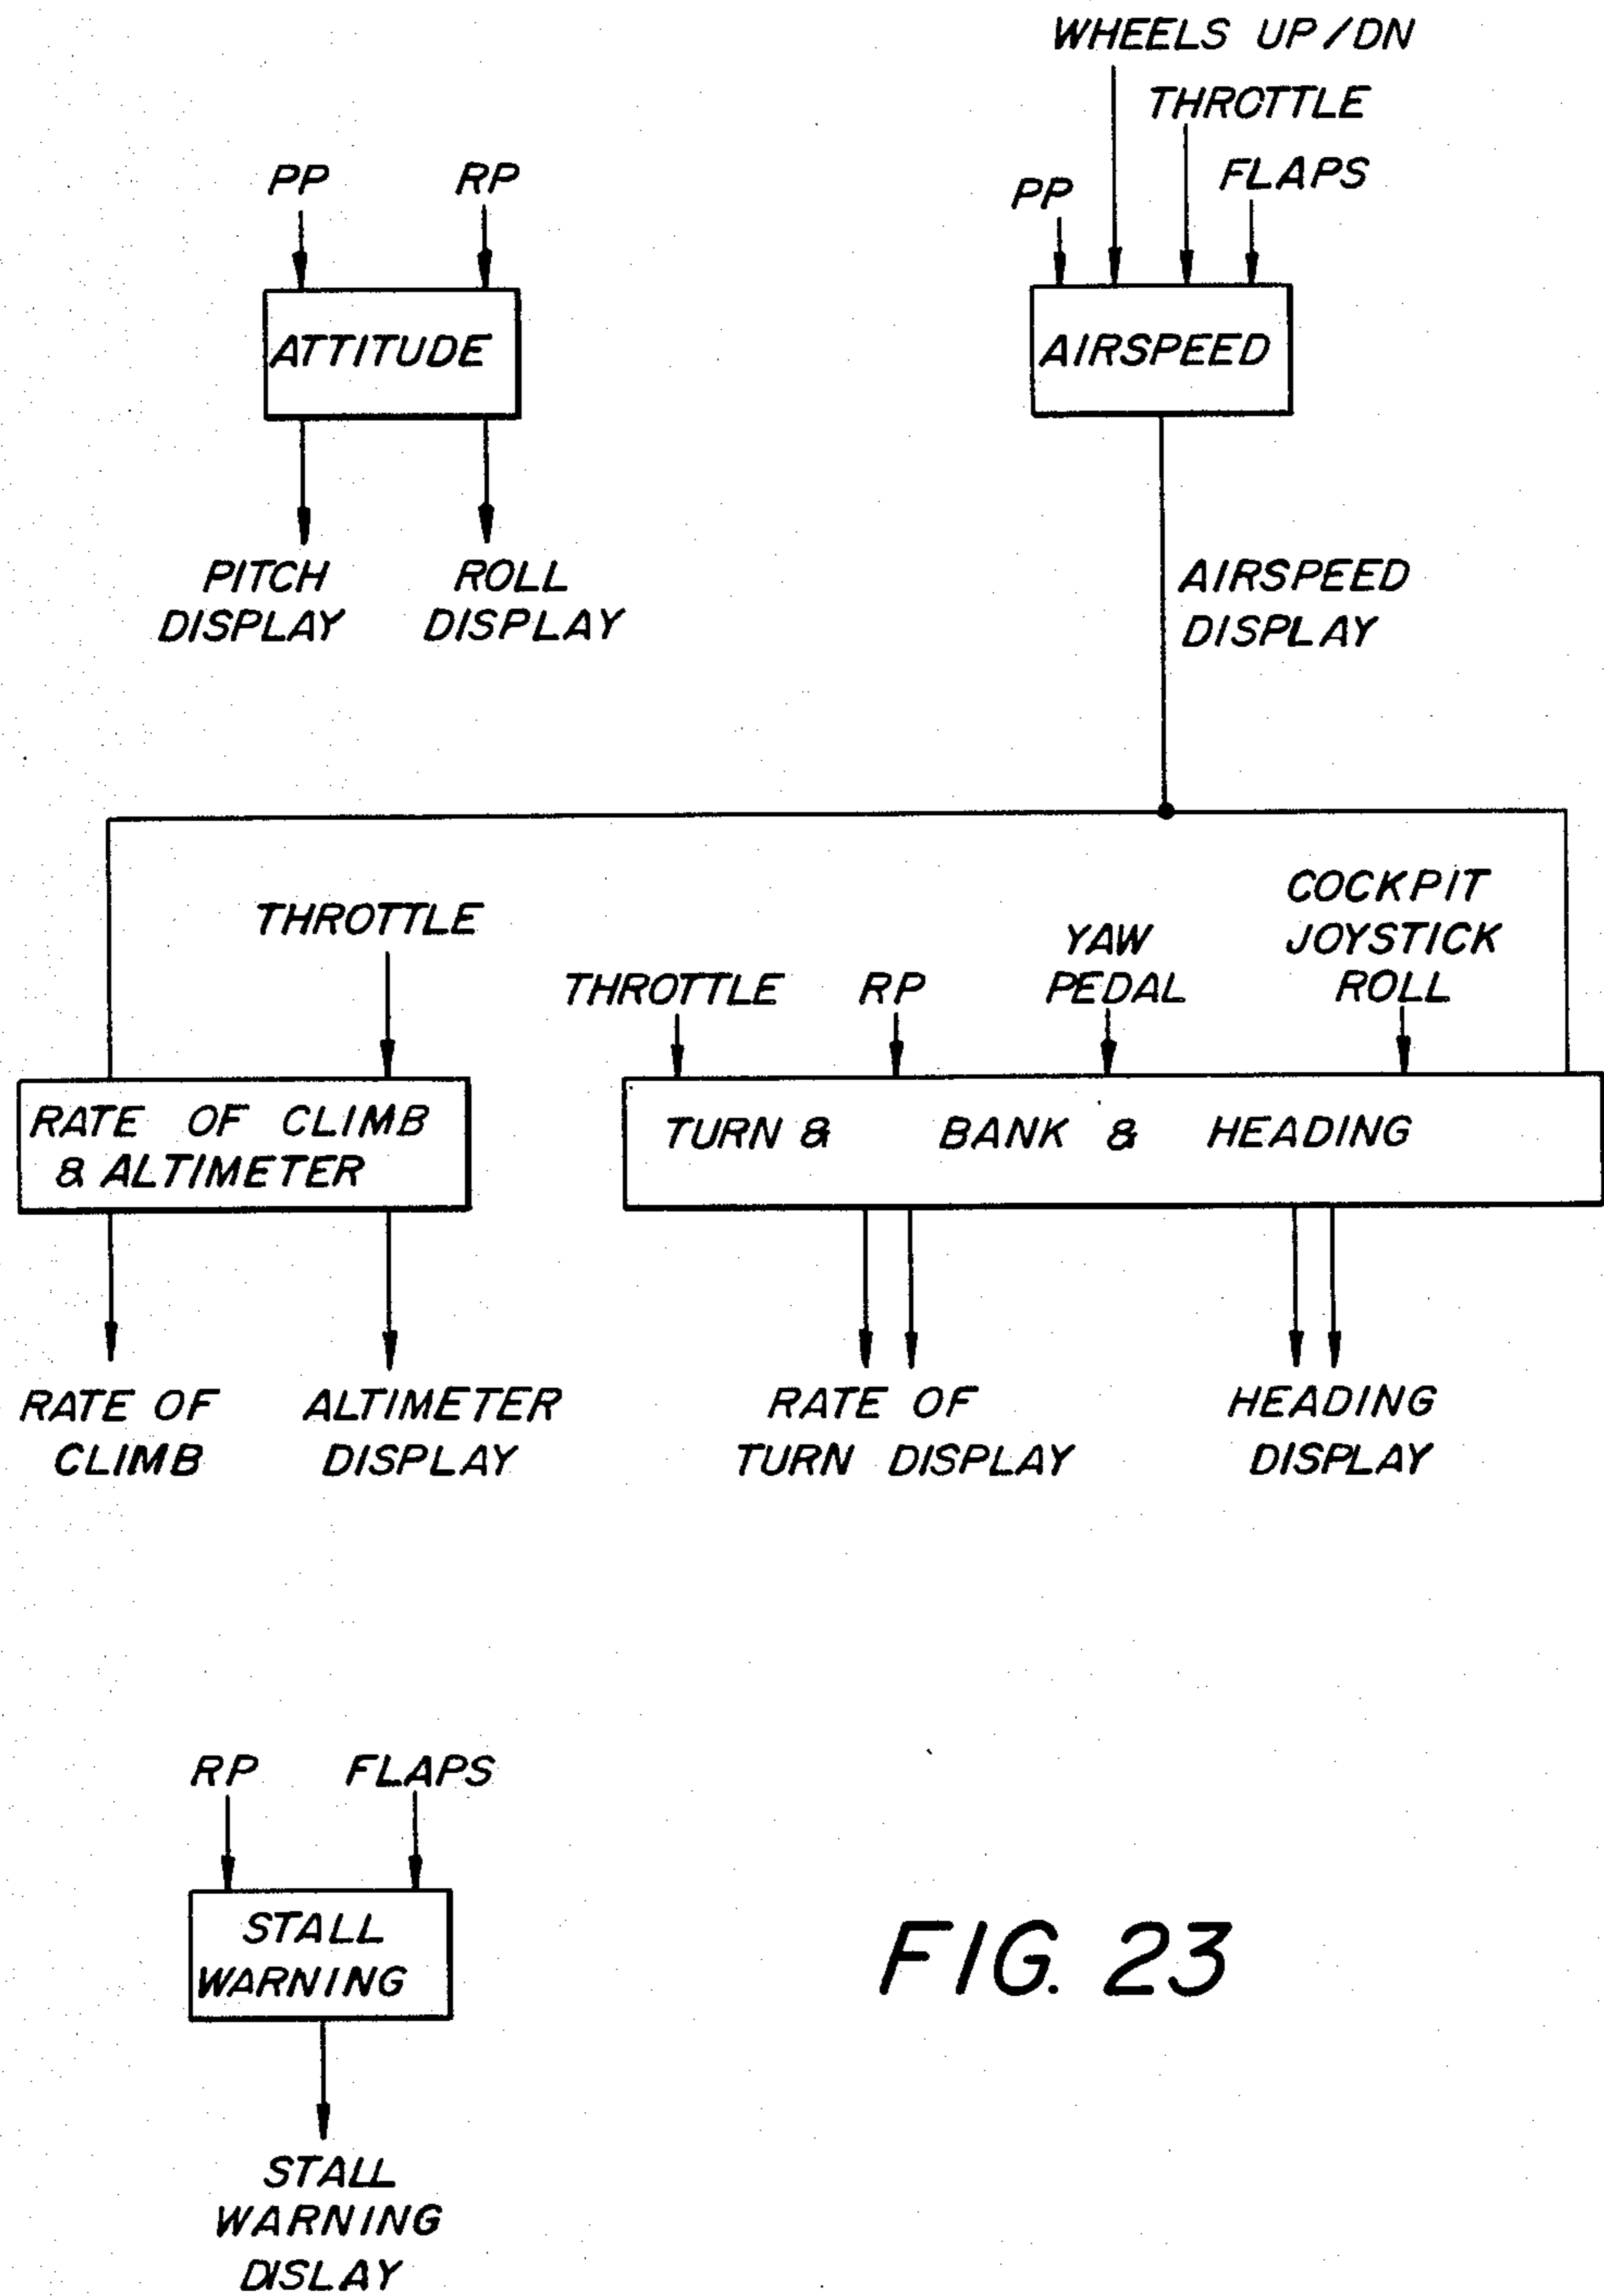 WHEELS UP/DN
THROTTLE
FLAPS
PP
PP RP
ATTITUDE
AIRSPEED
PITCH
DISPLAY
ROLL
DISPLAY
AIRSPEED
DISPLAY
THROTTLE
THROTTLE
RP
YAW
PEDAL
COCKPIT
JOYSTICK
ROLL
RATE OF CLIMB
& ALTIMETER
TURN & BANK & HEADING
RATE OF
CLIMB
ALTIMETER
DISPLAY
RATE OF
TURN DISPLAY
HEADING
DISPLAY
RP FLAPS
STALL
WARNING
STALL
WARNING
DISLAY
FIG. 23